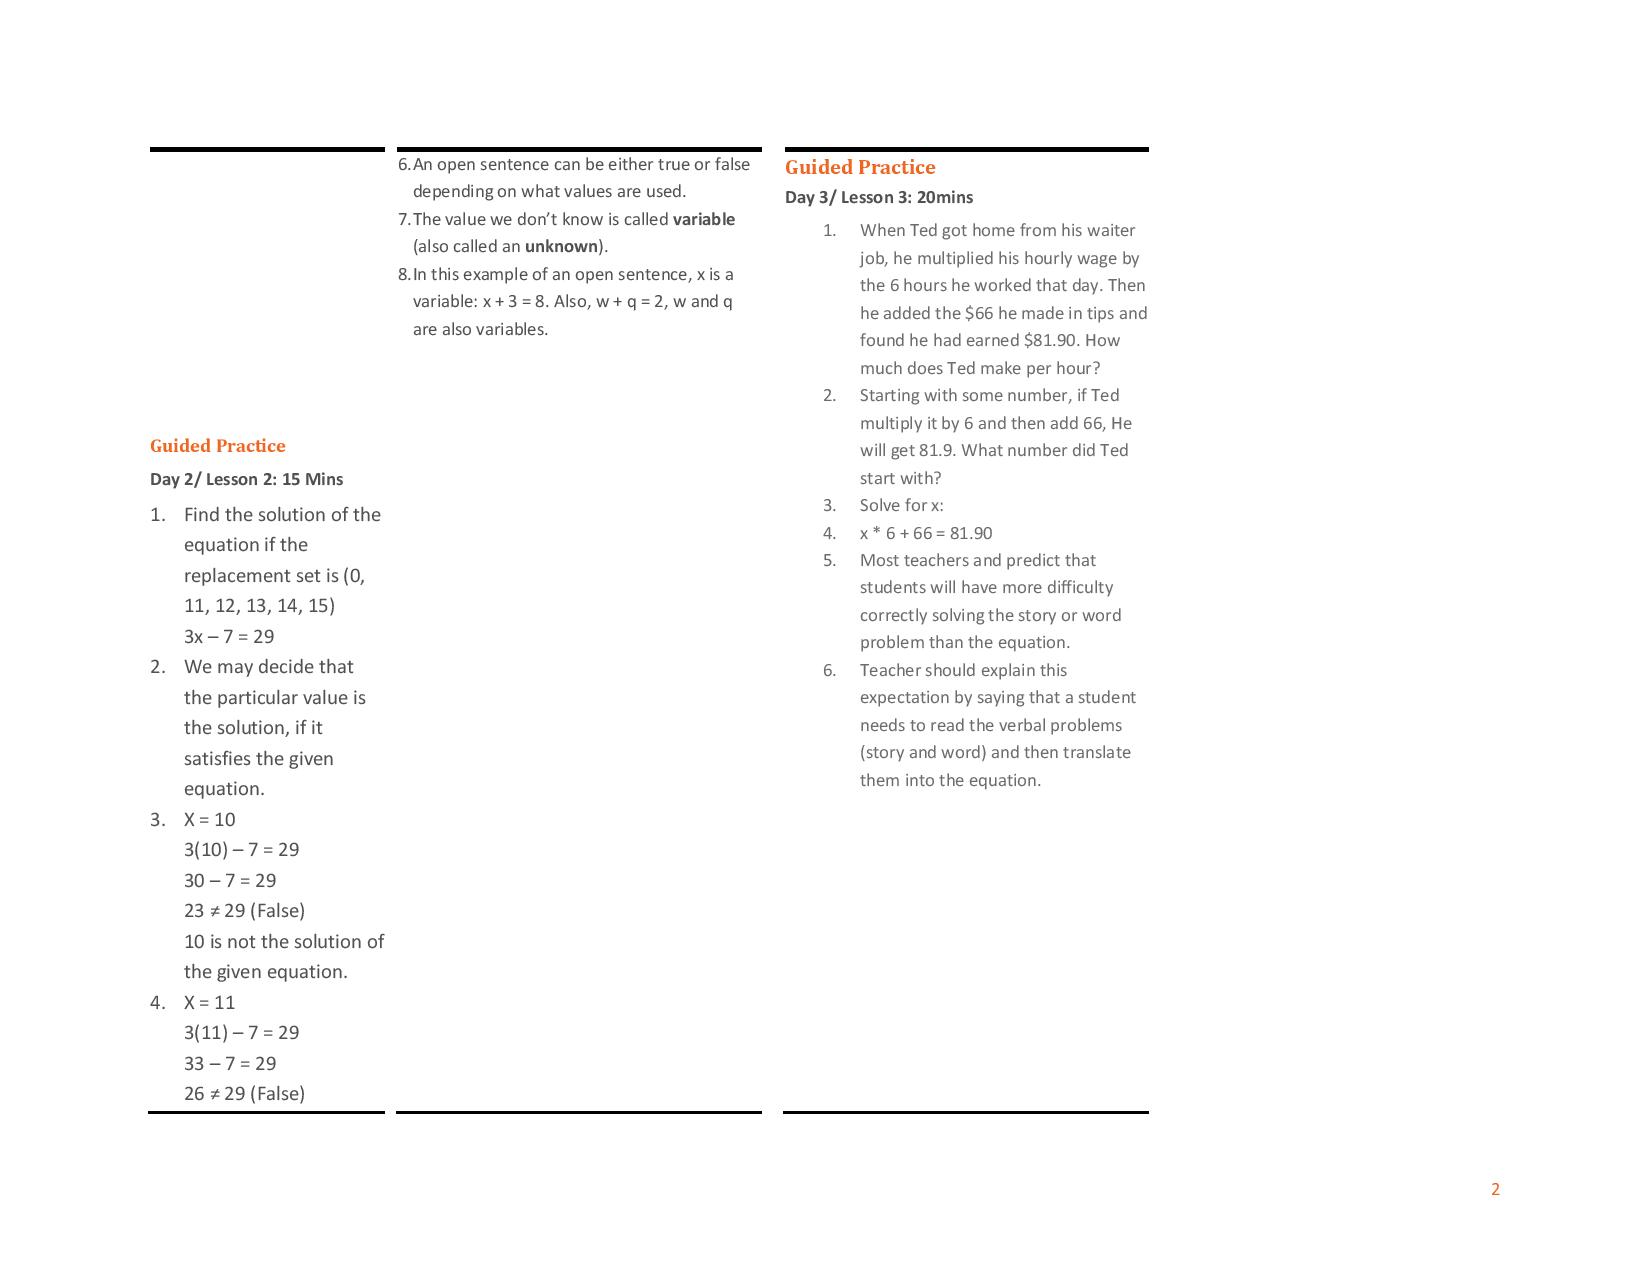 6.An open sentence can be either true or false
depending on what values are used.
7.The value we don’t know is called variable
(also called an unknown).
8.In this example of an open sentence, x is a
variable: x + 3 = 8. Also, w + q = 2, w and q
are also variables.
Guided Practice
Day 2/ Lesson 2: 15 Mins
1. Find the solution of the
equation if the
replacement set is (0,
11, 12, 13, 14, 15)
3x – 7 = 29
2. We may decide that
the particular value is
the solution, if it
satisfies the given
equation.
3. X = 10
3(10) – 7 = 29
30 – 7 = 29
23 ≠ 29 (False)
10 is not the solution of
the given equation.
4. X = 11
3(11) – 7 = 29
33 – 7 = 29
26 ≠ 29 (False)
Guided Practice
Day 3/ Lesson 3: 20mins
1. When Ted got home from his waiter
job, he multiplied his hourly wage by
the 6 hours he worked that day. Then
he added the $66 he made in tips and
found he had earned $81.90. How
much does Ted make per hour?
2. Starting with some number, if Ted
multiply it by 6 and then add 66, He
will get 81.9. What number did Ted
start with?
3. Solve for x:
4. x * 6 + 66 = 81.90
5. Most teachers and predict that
students will have more difficulty
correctly solving the story or word
problem than the equation.
6. Teacher should explain this
expectation by saying that a student
needs to read the verbal problems
(story and word) and then translate
them into the equation.
2